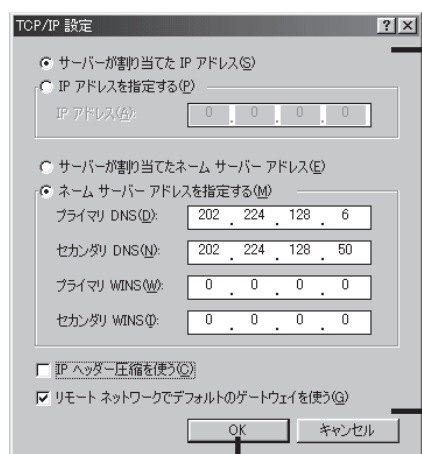 TCP/IP 設定
サーバーが割り当てた IP アドレス(S)
IP アドレスを指定する(P)
IP アドレス(A): 0 . 0 . 0 . 0
サーバーが割り当てたネーム サーバー アドレス(E)
ネーム サーバー アドレスを指定する(M)
プライマリ DNS(D): 202 . 224 . 128 . 6
セカンダリ DNS(N): 202 . 224 . 128 . 50
プライマリ WINS(W): 0 . 0 . 0 . 0
セカンダリ WINS(I): 0 . 0 . 0 . 0
IP ヘッダー圧縮を使う(C)
リモート ネットワークでデフォルトのゲートウェイを使う(G)
OK キャンセル